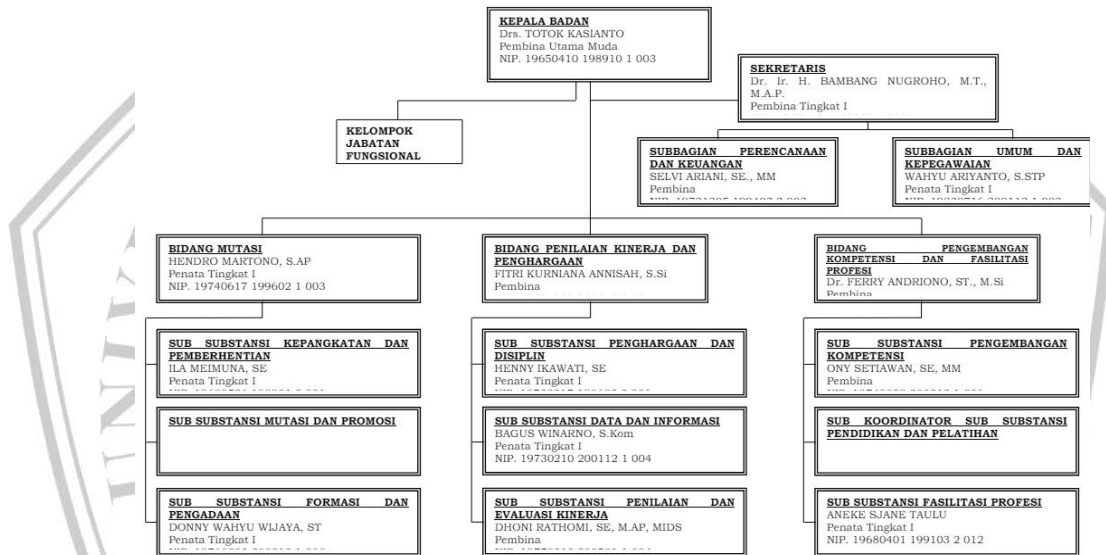 KEPALA BADAN
Drs. TOTOK KASIANTO
Pembina Utama Muda
NIP. 19650410 198910 1 003
SEKRETARIS
Dr. Ir. H. BAMBANG NUGROHO, M.T.,
M.A.P.
Pembina Tingkat I
KELOMPOK
JABATAN
FUNGSIONAL
SUBBAGIAN PERENCANAAN
DAN KEUANGAN
SELVI ARIANI, SE., MM
Pembina
SUBBAGIAN UMUM DAN
KEPEGAWAIAN
WAHYU ARIYANTO, S.STP
Penata Tingkat I
BIDANG MUTASI
HENDRO MARTONO, S.AP
Penata Tingkat I
NIP. 19740617 199602 1 003
BIDANG PENILAIAN KINERJA DAN
PENGHARGAAN
FITRI KURNIANA ANNISAH, S.Si
Pembina
BIDANG PENGEMBANGAN
KOMPETENSI DAN FASILITASI
PROFESI
Dr. FERRY ANDRIONO, ST., M.Si
Pembina
SUB SUBSTANSI KEPANGKATAN DAN
PEMBERHENTIAN
ILA MEIMUNA, SE
Penata Tingkat I
SUB SUBSTANSI PENGHARGAAN DAN
DISIPLIN
HENNY IKAWATI, SE
Penata Tingkat I
SUB SUBSTANSI PENGEMBANGAN
KOMPETENSI
ONY SETIAWAN, SE, MM
Pembina
SUB SUBSTANSI MUTASI DAN PROMOSI
SUB SUBSTANSI DATA DAN INFORMASI
BAGUS WINARNO, S.Kom
Penata Tingkat I
NIP. 19730210 200112 1 004
SUB KOORDINATOR SUB SUBSTANSI
PENDIDIKAN DAN PELATIHAN
SUB SUBSTANSI FORMASI DAN
PENGADAAN
DONNY WAHYU WIJAYA, ST
Penata Tingkat I
SUB SUBSTANSI PENILAIAN DAN
EVALUASI KINERJA
DHONI RATHOMI, SE, M.AP, MIDS
Pembina
SUB SUBSTANSI FASILITASI PROFESI
ANEKE SJANE TAULU
Penata Tingkat I
NIP. 19680401 199103 2 012